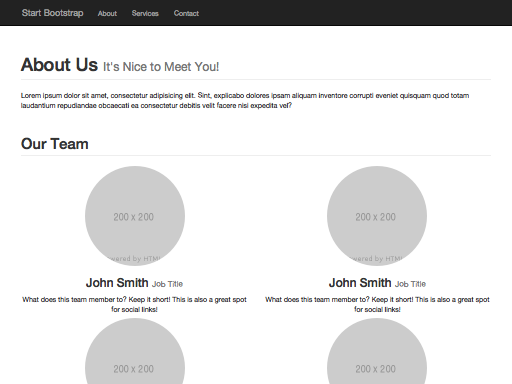 Start Bootstrap About Services Contact
About Us It's Nice to Meet You!
Lorem ipsum dolor sit amet, consectetur adipisicing elit. Sint, explicabo dolores ipsam aliquam inventore corrupti eveniet quisquam quod totam
laudantium repudiandae obcaecati ea consectetur debitis velit facere nisi expedita vel?
Our Team
200 x 200 200 x 200
wered by HTM wered by HTM
John Smith Job Title John Smith Job Title
What does this team member to? Keep it short! This is also a great spot What does this team member to? Keep it short! This is also a great spot
for social links! for social links!
200 x 200 200 x 200